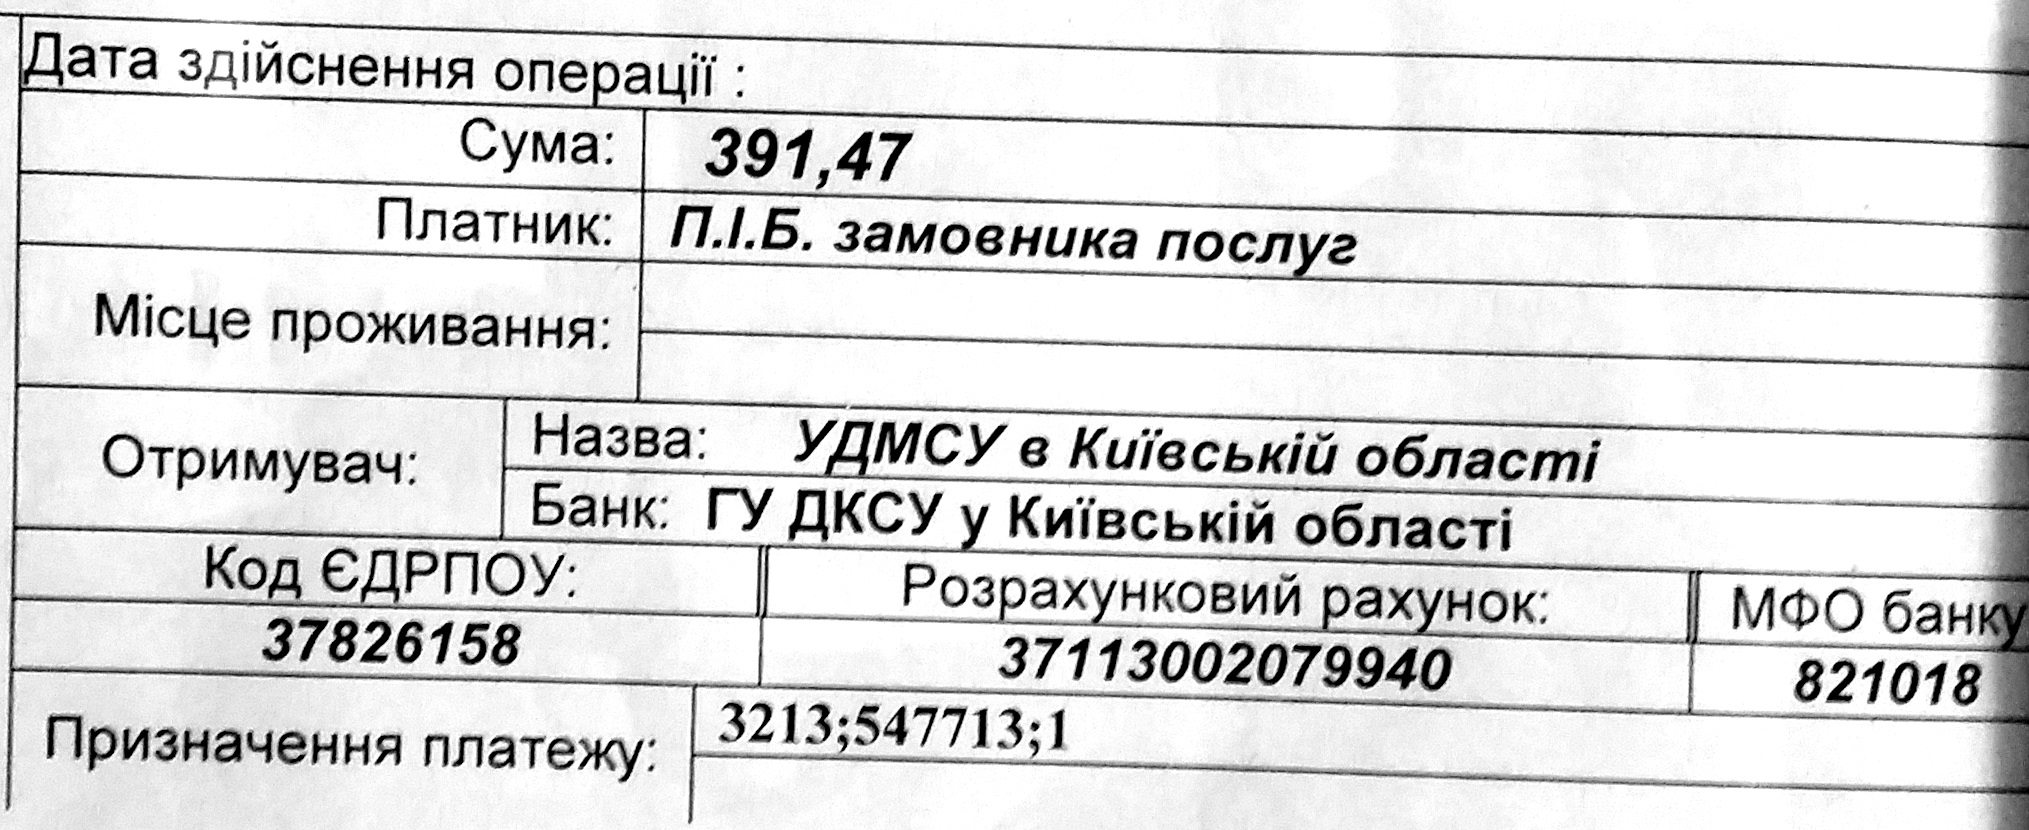 Дата здійснення операції :
Сума: 391,47
Платник: П.І.Б. замовника послуг
Місце проживання:
Отримувач:
Назва: УДМСУ в Київській області
Банк: ГУ ДКСУ у Київській області
Код ЄДРПОУ: Розрахунковий рахунок: МФО банку
37826158 37113002079940 821018
Призначення платежу: 3213;547713;1